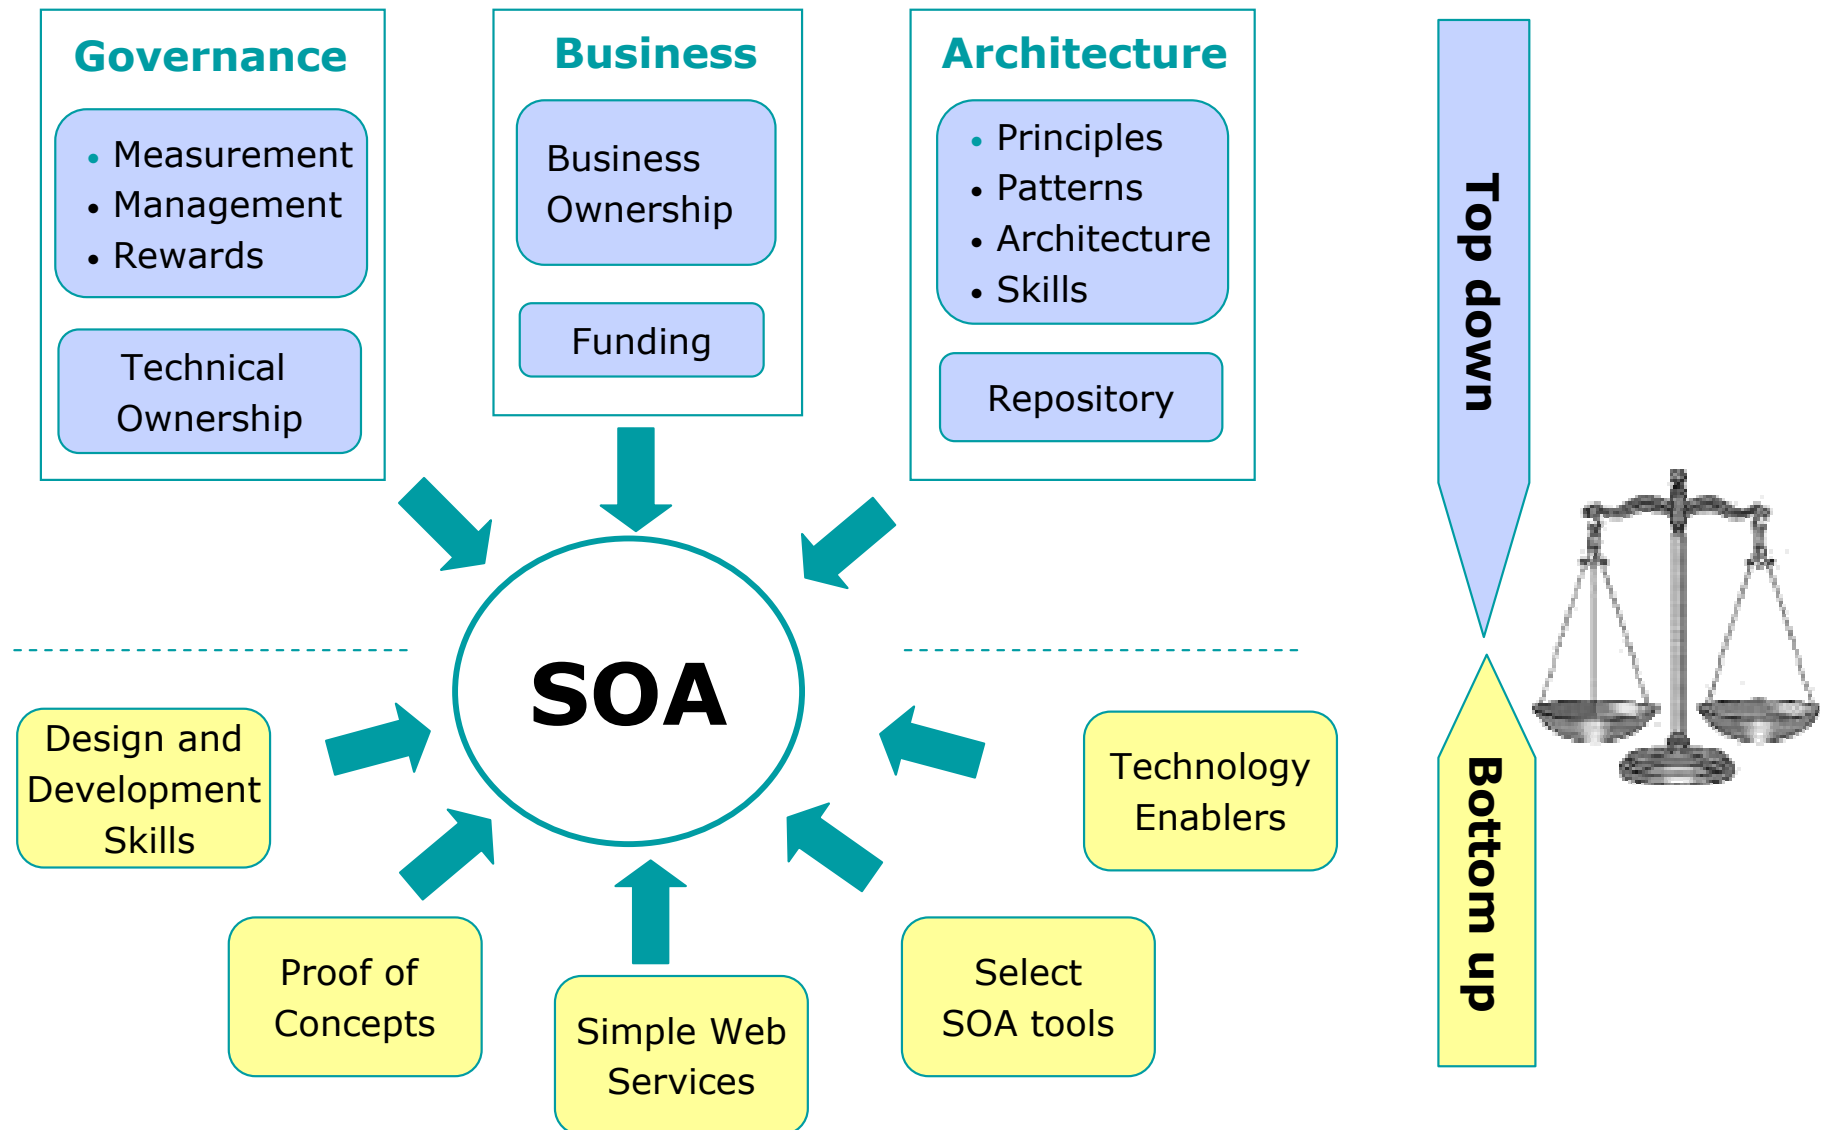 Governance
• Measurement
• Management
• Rewards
Technical
Ownership
Business
Business
Ownership
Funding
Architecture
• Principles
• Patterns
• Architecture
• Skills
Repository
Top down
SOA
Design and
Development
Skills
Proof of
Concepts
Simple Web
Services
Select
SOA tools
Technology
Enablers
Bottom up